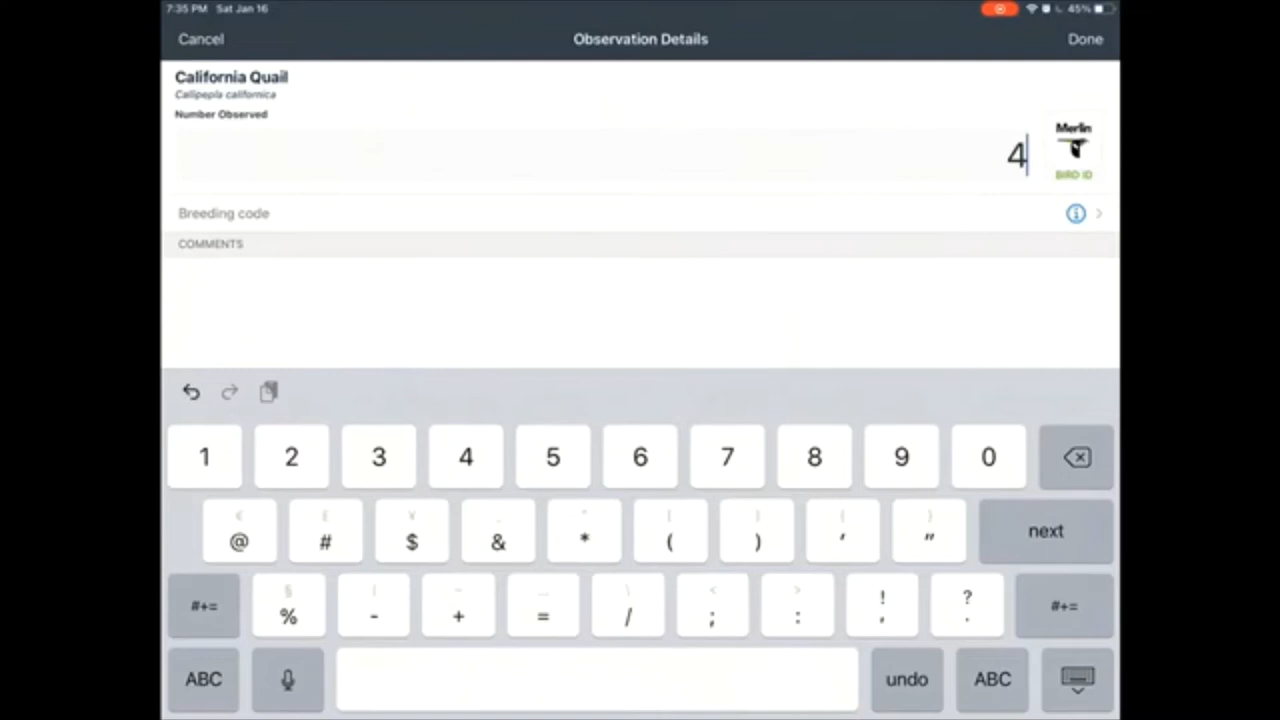 7:35 PM Sat Jan 16 45%
Cancel Observation Details Done
California Quail
Callipepla californica
Number Observed
4
Merlin
BIRD ID
Breeding code
COMMENTS
1 2 3 4 5 6 7 8 9 0
@ # $ & * ( ) ' " next
#+= % - + = / ; : ! , ? . #+=
ABC undo ABC